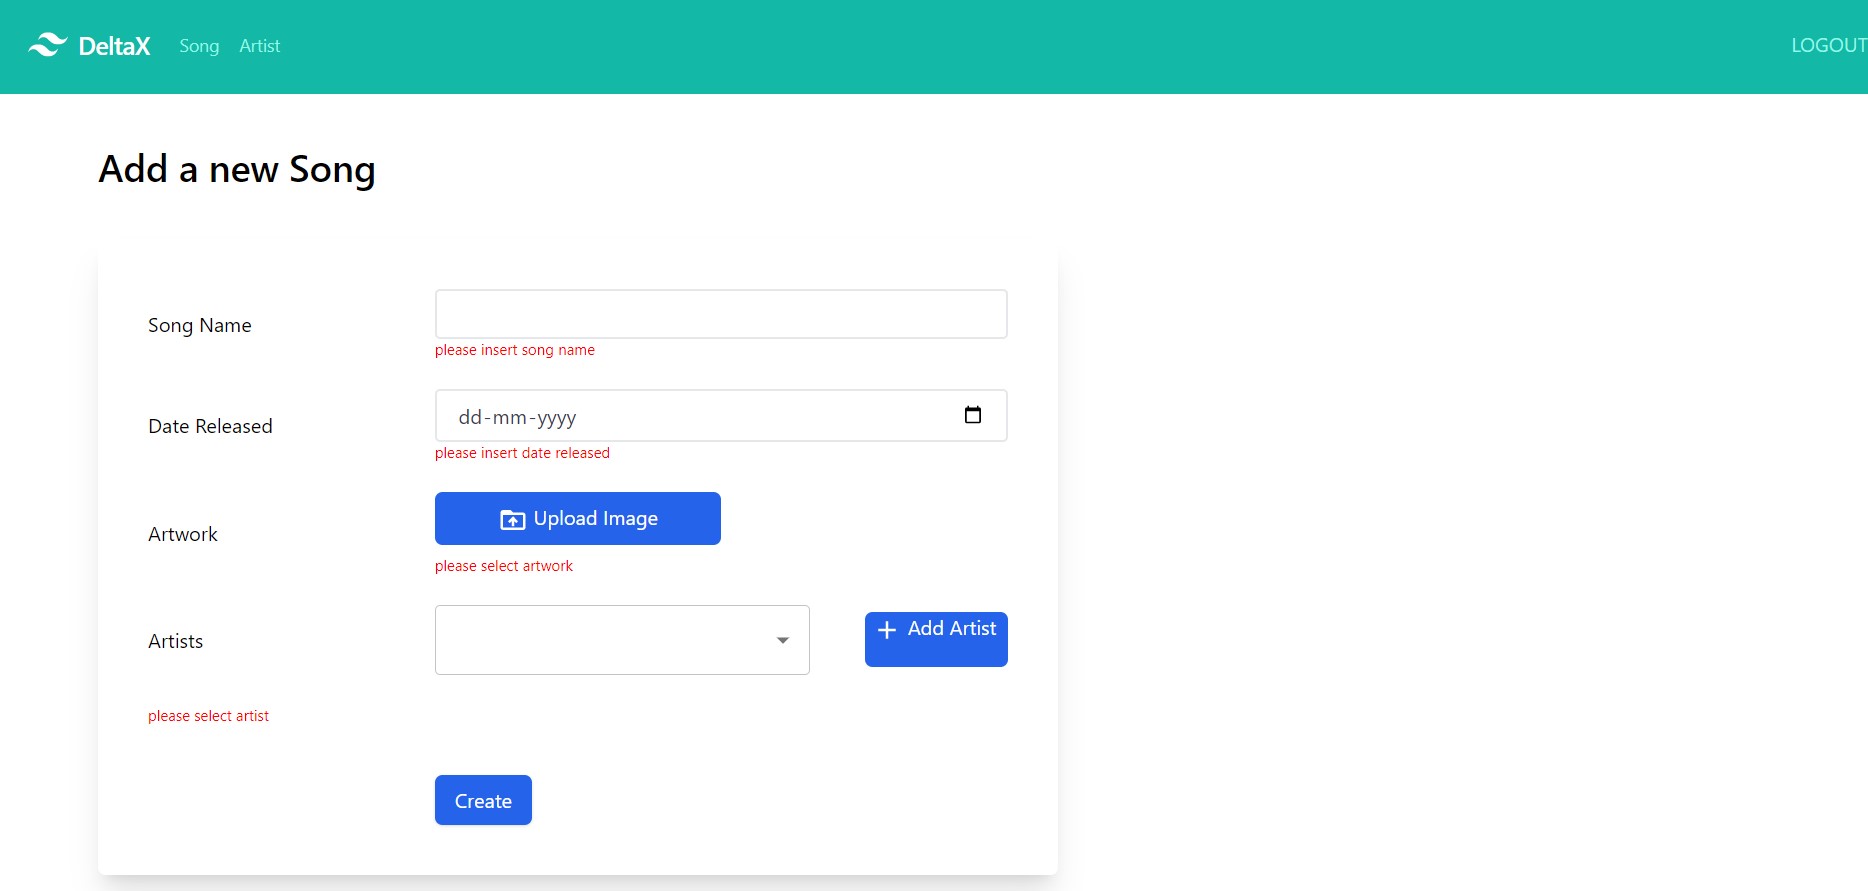 DeltaX Song Artist LOGOUT
Add a new Song
Song Name
please insert song name
Date Released dd-mm-yyyy
please insert date released
Artwork Upload Image
please select artwork
Artists Add Artist
please select artist
Create